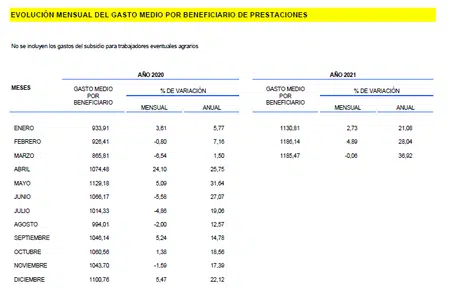 EVOLUCIÓN MENSUAL DEL GASTO MEDIO POR BENEFICIARIO DE PRESTACIONES
No se incluyen los gastos del subsidio para trabajadores eventuales agrarios
AÑO 2020 AÑO 2021
MESES GASTO MEDIO POR BENEFICIARIO % DE VARIACIÓN GASTO MEDIO POR BENEFICIARIO % DE VARIACIÓN
MENSUAL ANUAL MENSUAL ANUAL
ENERO 933,91 3,61 5,77 1130,81 2,73 21,08
FEBRERO 926,41 -0,80 7,16 1186,14 4,89 28,04
MARZO 865,81 -6,54 1,50 1185,47 -0,06 36,92
ABRIL 1074,48 24,10 25,75
MAYO 1129,18 5,09 31,64
JUNIO 1066,17 -5,58 27,07
JULIO 1014,33 -4,86 19,06
AGOSTO 994,01 -2,00 12,57
SEPTIEMBRE 1046,14 5,24 14,78
OCTUBRE 1060,56 1,38 18,56
NOVIEMBRE 1043,70 -1,59 17,39
DICIEMBRE 1100,76 5,47 22,12